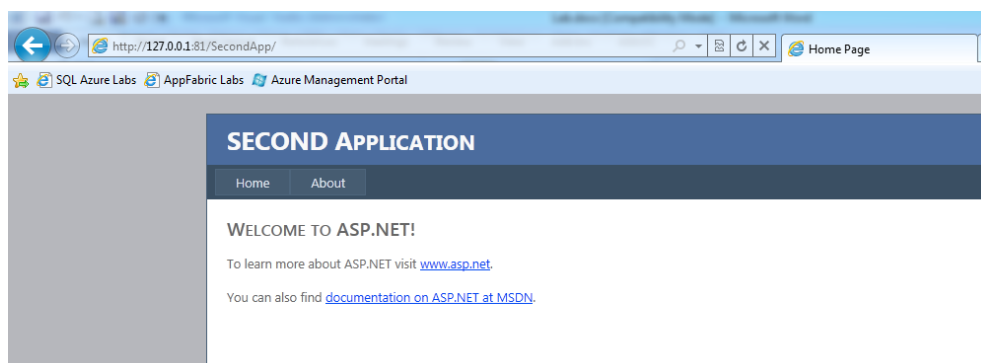 http://127.0.0.1:81/SecondApp/
Home Page
SQL Azure Labs AppFabric Labs Azure Management Portal
SECOND APPLICATION
Home About
WELCOME TO ASP.NET!
To learn more about ASP.NET visit www.asp.net.
You can also find documentation on ASP.NET at MSDN.